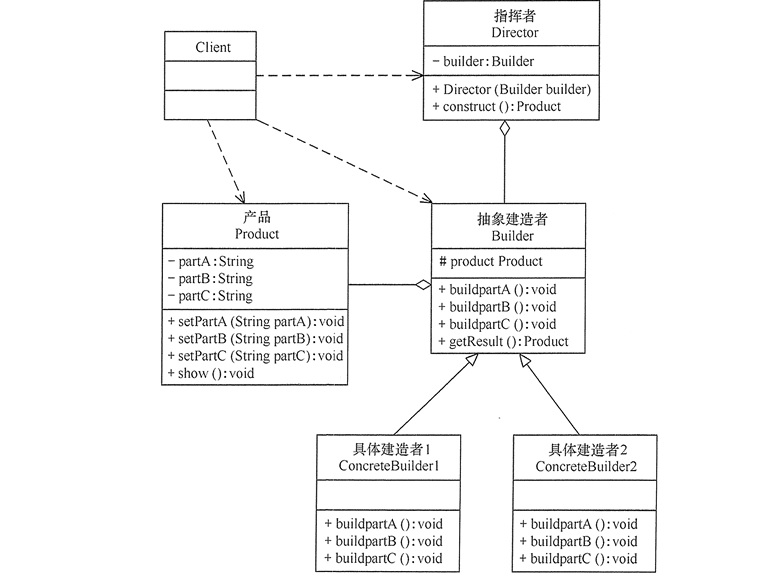 指挥者
Director
− builder:Builder
+ Director (Builder builder)
+ construct ():Product
Client
产品
Product
− partA:String
− partB:String
− partC:String
+ setPartA (String partA):void
+ setPartB (String partB):void
+ setPartC (String partC):void
+ show ():void
抽象建造者
Builder
# product Product
+ buildpartA ():void
+ buildpartB ():void
+ buildpartC ():void
+ getResult ():Product
具体建造者1
ConcreteBuilder1
+ buildpartA ():void
+ buildpartB ():void
+ buildpartC ():void
具体建造者2
ConcreteBuilder2
+ buildpartA ():void
+ buildpartB ():void
+ buildpartC ():void